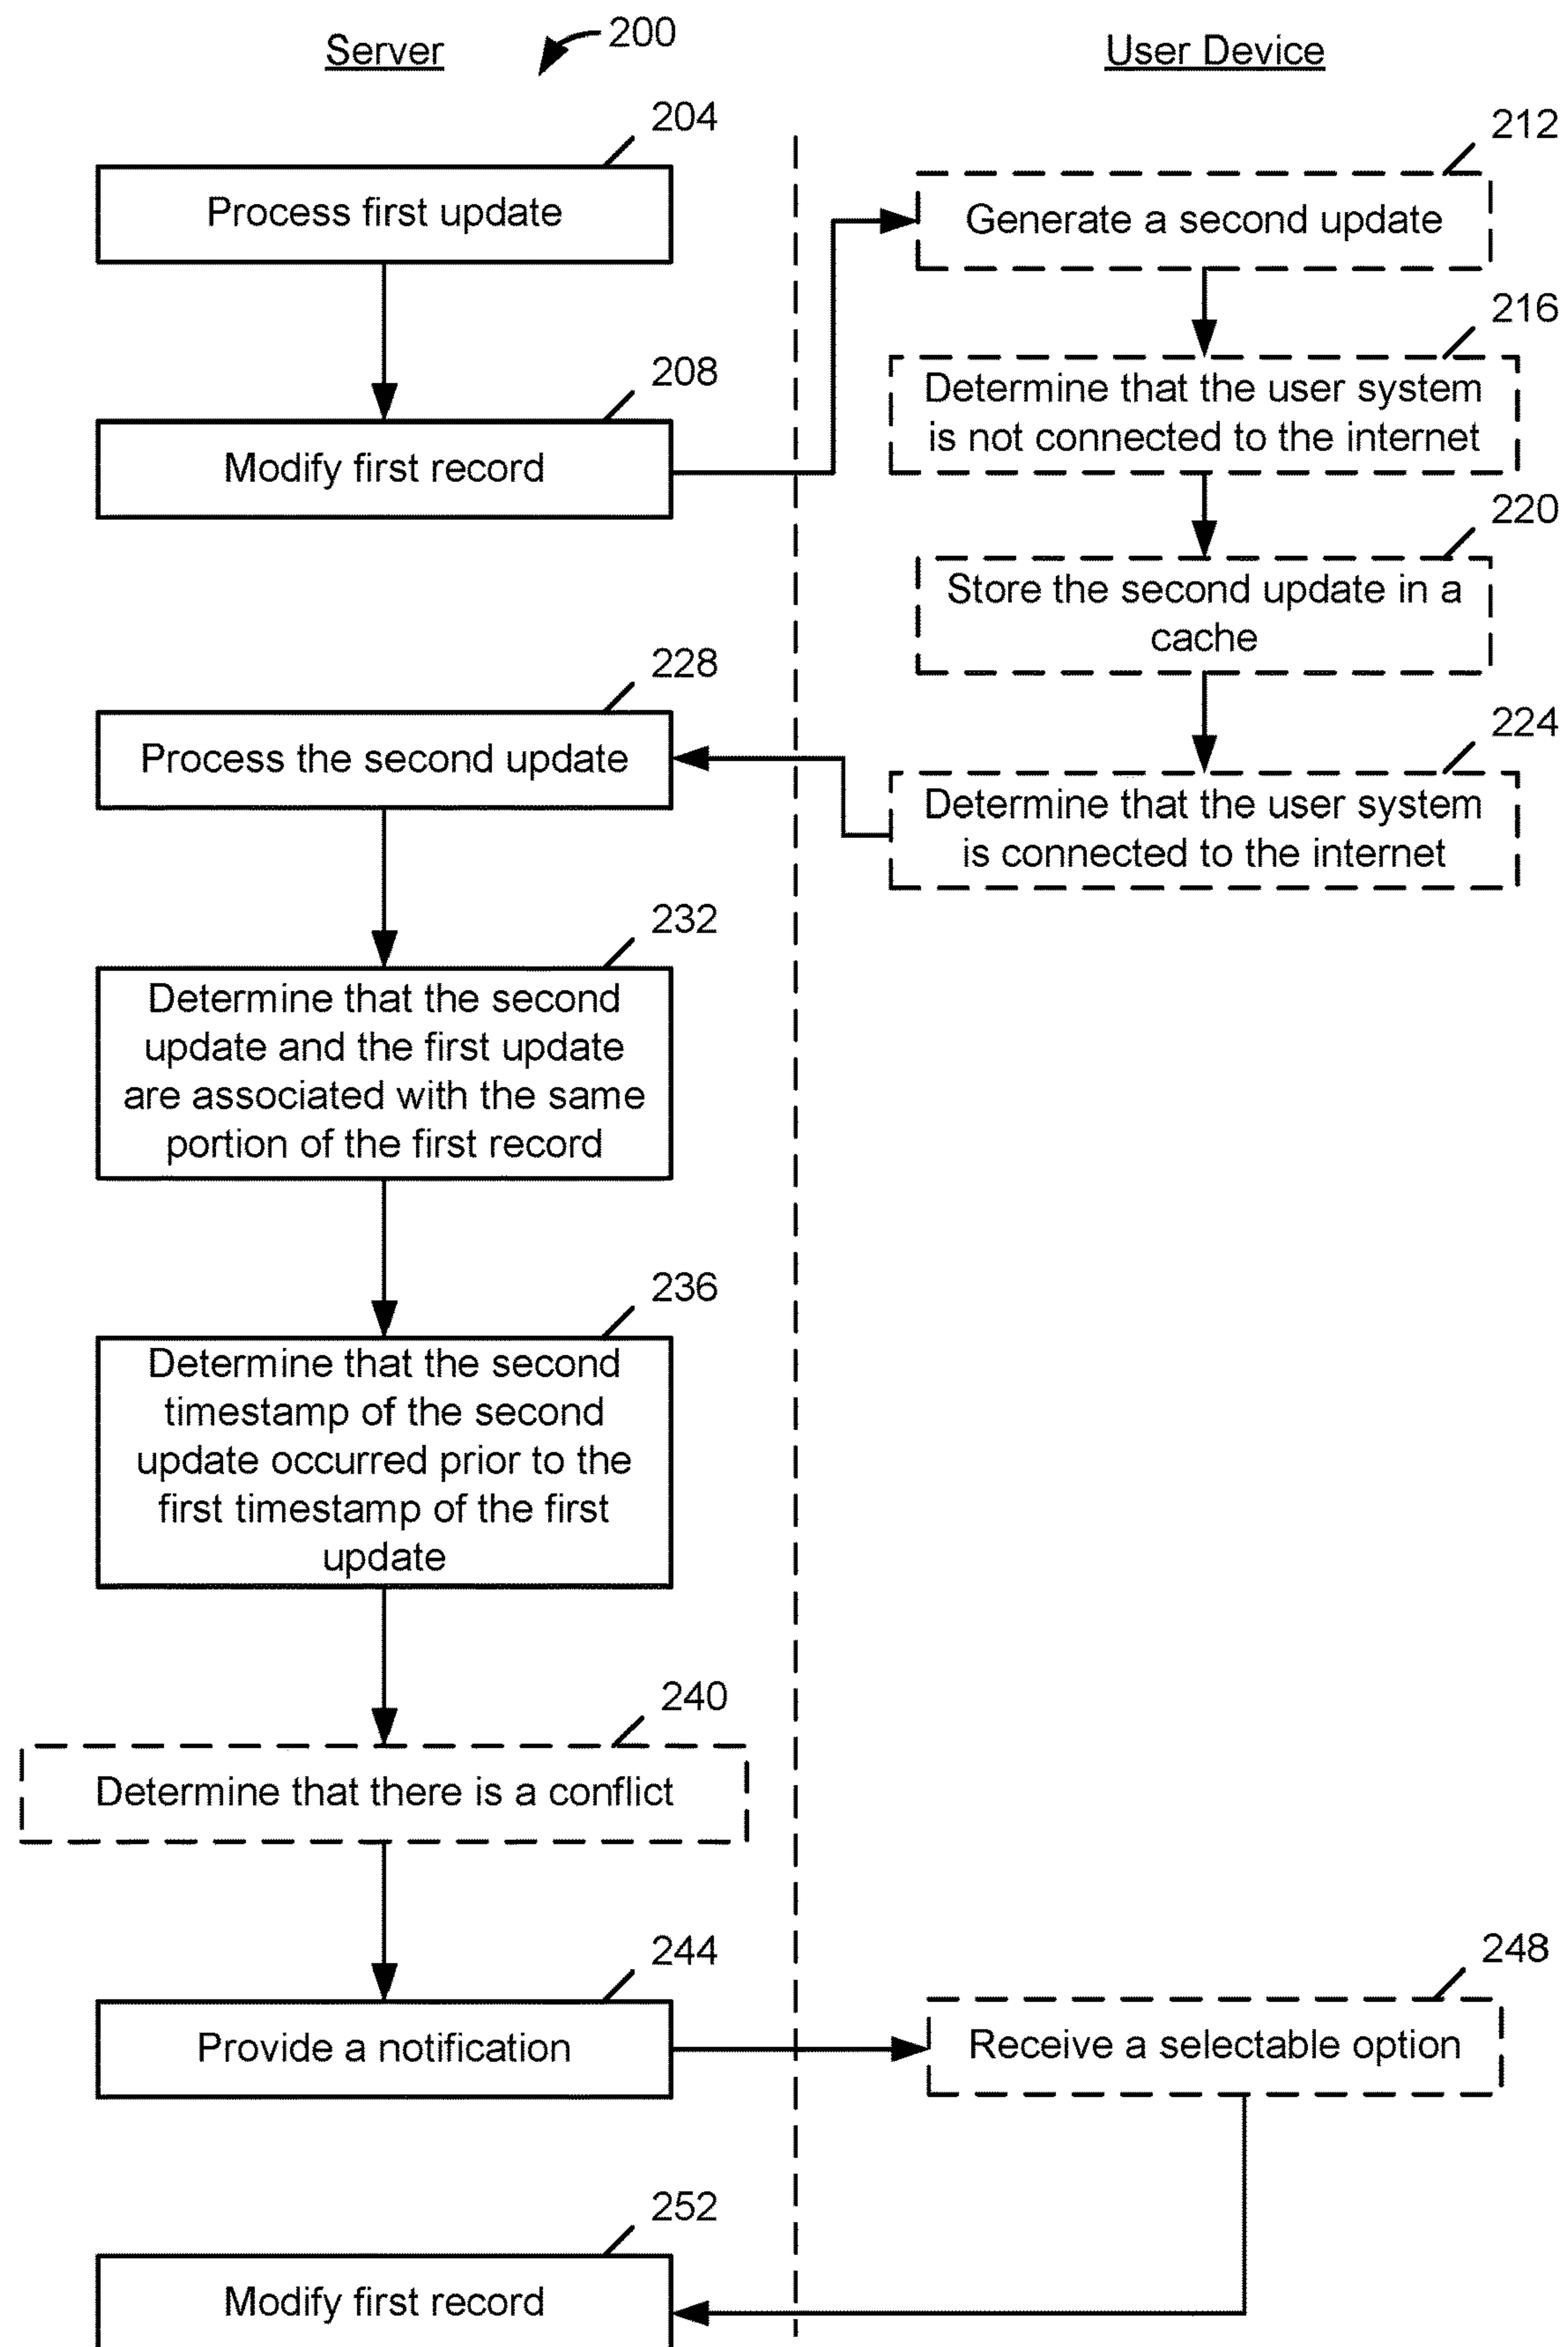 Server
200
User Device
204
Process first update
212
Generate a second update
216
Determine that the user system
is not connected to the internet
208
Modify first record
220
Store the second update in a
cache
224
Determine that the user system
is connected to the internet
228
Process the second update
232
Determine that the second
update and the first update
are associated with the same
portion of the first record
236
Determine that the second
timestamp of the second
update occurred prior to the
first timestamp of the first
update
240
Determine that there is a conflict
244
Provide a notification
248
Receive a selectable option
252
Modify first record